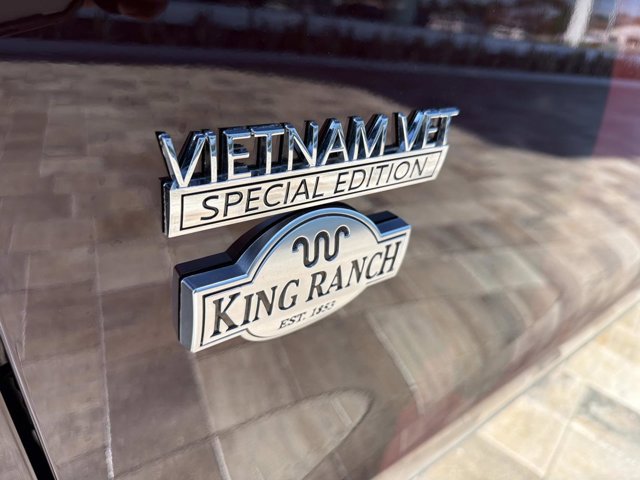 VIETNAM VET
SPECIAL EDITION
KING RANCH
EST. 1853